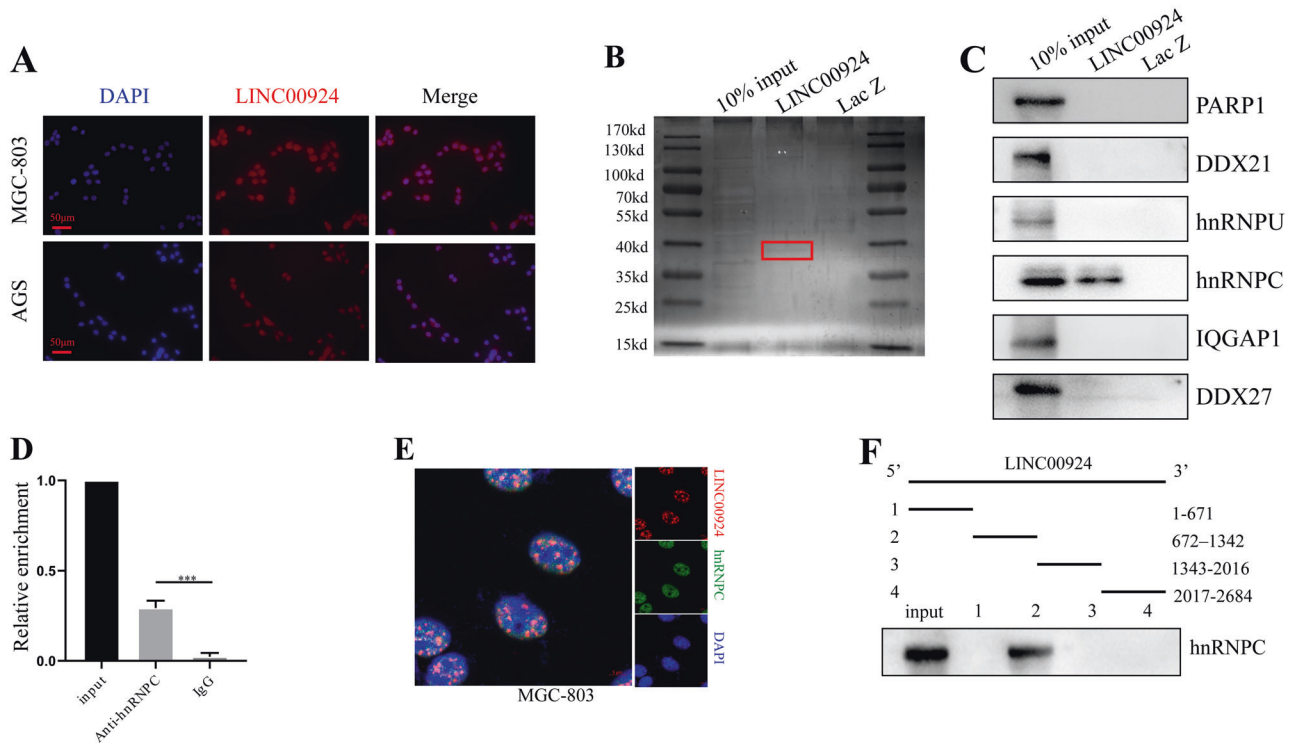 A
DAPI
LINC00924
Merge
MGC-803
50μm
AGS
50μm
B
10% input
LINC00924
Lac Z
170kd
130kd
100kd
70kd
55kd
40kd
35kd
25kd
15kd
C
10% input
LINC00924
Lac Z
PARP1
DDX21
hnRNPU
hnRNPC
IQGAP1
DDX27
D
Relative enrichment
1.0
0.5
0.0
***
input
Anti-hnRNPC
IgG
E
LINC00924
hnRNPC
DAPI
MGC-803
F
LINC00924
5’ 3’
1 1-671
2 672–1342
3 1343-2016
4 2017-2684
input 1 2 3 4
hnRNPC